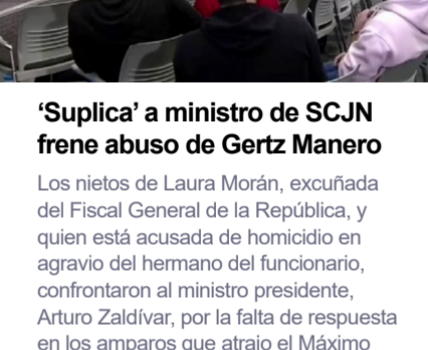 ‘Suplica’ a ministro de SCJN
frene abuso de Gertz Manero
Los nietos de Laura Morán, excuñada
del Fiscal General de la República, y
quien está acusada de homicidio en
agravio del hermano del funcionario,
confrontaron al ministro presidente,
Arturo Zaldívar, por la falta de respuesta
en los amparos que atrajo el Máximo